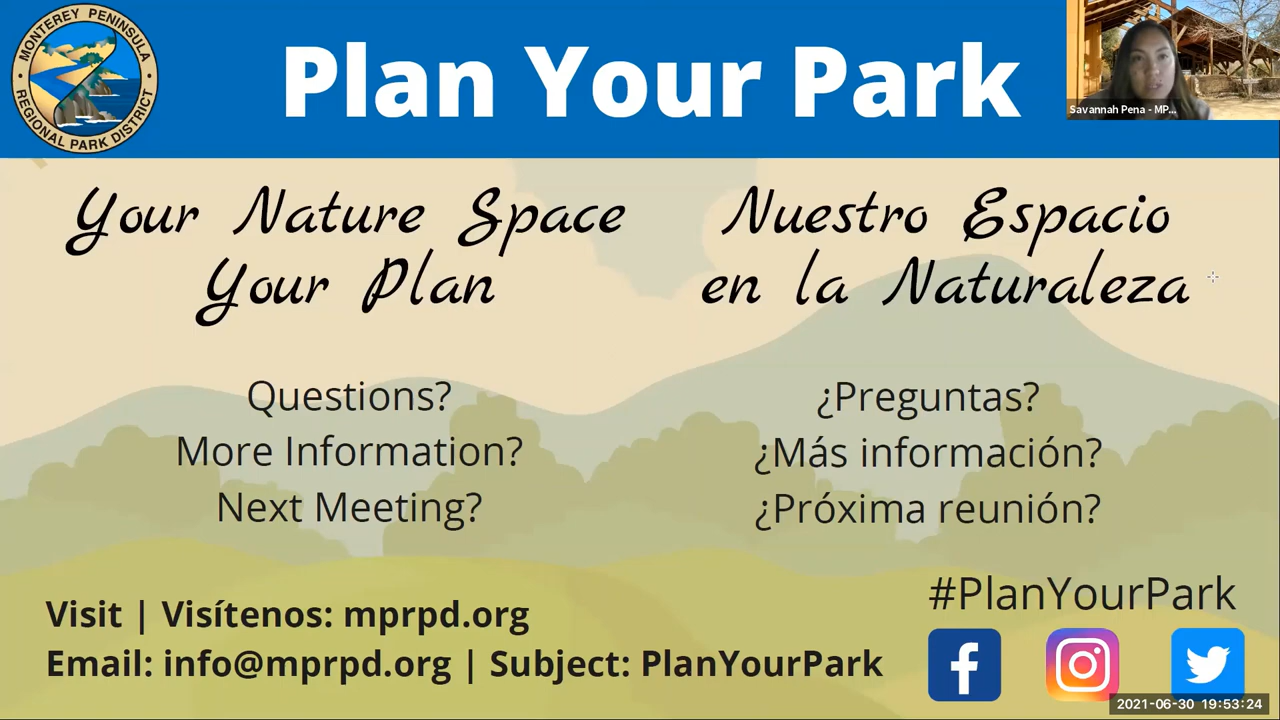 MONTEREY PENINSULA
REGIONAL PARK DISTRICT
Plan Your Park
Savannah Pena - MP...
Your Nature Space
Your Plan
Nuestro Espacio
en la Naturaleza
Questions?
More Information?
Next Meeting?
¿Preguntas?
¿Más información?
¿Próxima reunión?
Visit | Visítenos: mprpd.org
Email: info@mprpd.org | Subject: PlanYourPark
#PlanYourPark
2021-06-30 19:53:24